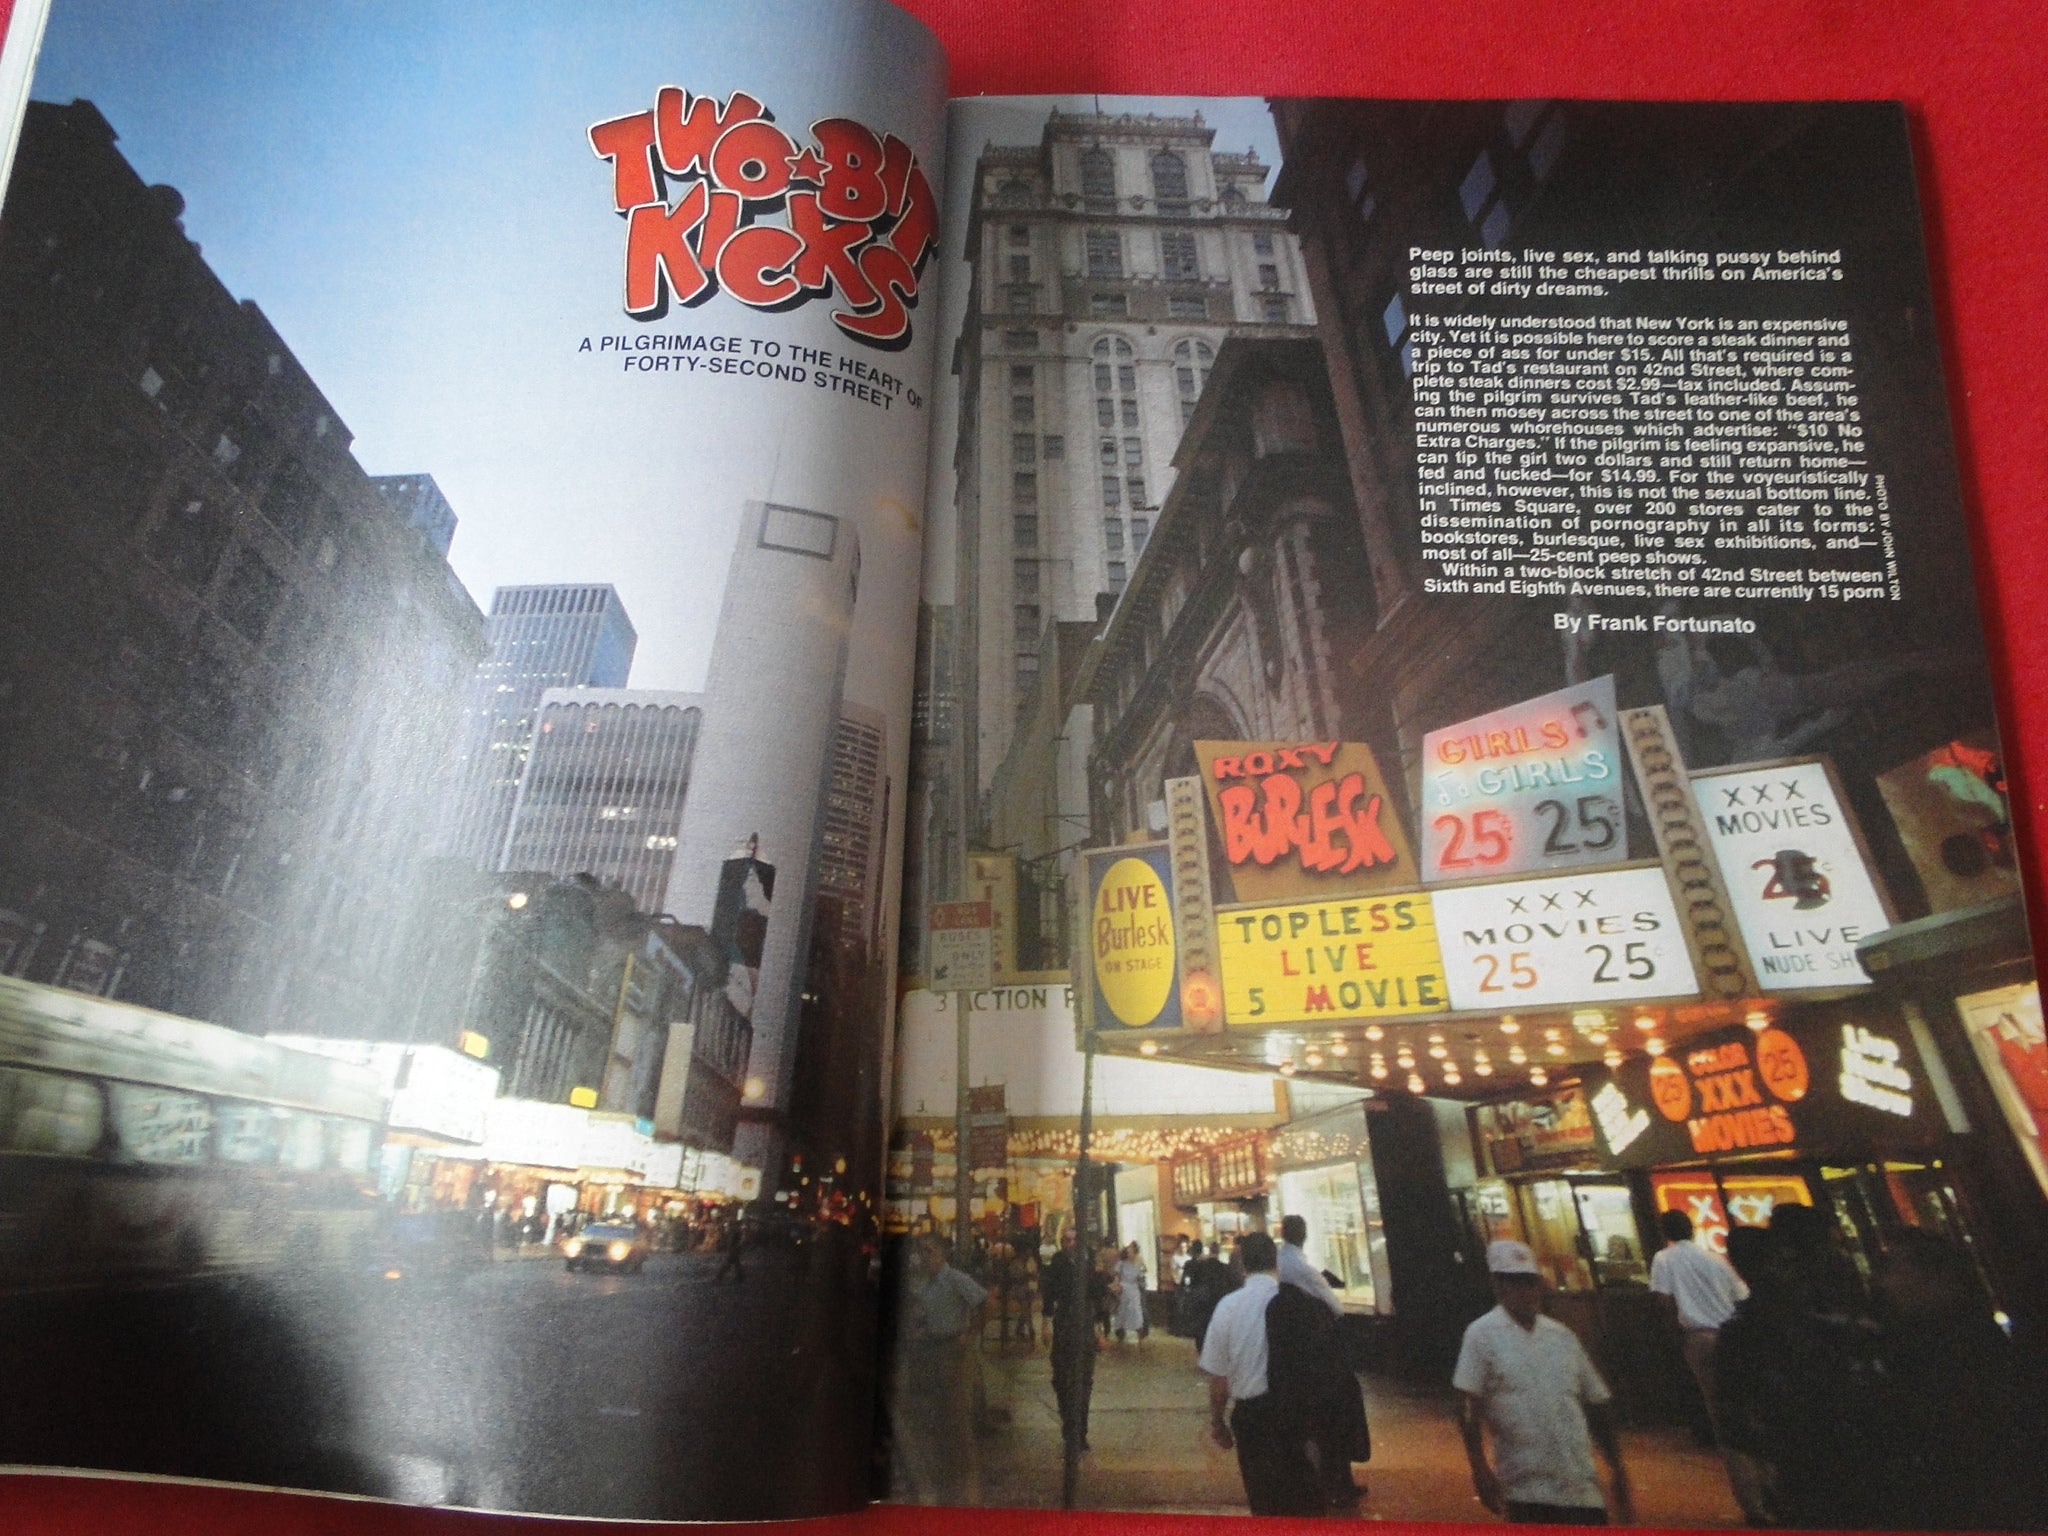 TWO★BIT
KICKS
A PILGRIMAGE TO THE HEART OF
FORTY-SECOND STREET
Peep joints, live sex, and talking pussy behind
glass are still the cheapest thrills on America's
street of dirty dreams.
It is widely understood that New York is an expensive
city. Yet it is possible here to score a steak dinner and
a piece of ass for under $15. All that's required is a
trip to Tad's restaurant on 42nd Street, where com-
plete steak dinners cost $2.99—tax included. Assum-
ing the pilgrim survives Tad's leather-like beef, he
can then mosey across the street to one of the area's
numerous whorehouses which advertise: "$10 No
Extra Charges." If the pilgrim is feeling expansive, he
can tip the girl two dollars and still return home—
fed and fucked—for $14.99. For the voyeuristically
inclined, however, this is not the sexual bottom line.
In Times Square, over 200 stores cater to the
dissemination of pornography in all its forms:
bookstores, burlesque, live sex exhibitions, and—
most of all—25-cent peep shows.
Within a two-block stretch of 42nd Street between
Sixth and Eighth Avenues, there are currently 15 porn
By Frank Fortunato
PHOTO BY JOHN WILTON
ROXY
BURLESK
GIRLS
GIRLS
25¢ 25¢
XXX
MOVIES
25¢
LIVE
NUDE SH
LIVE
Burlesk
ON STAGE
TOPLESS
LIVE
5 MOVIE
XXX
MOVIES
25¢ 25¢
BUSES
ONLY
3 ACTION
25 COLOR 25
XXX
MOVIES